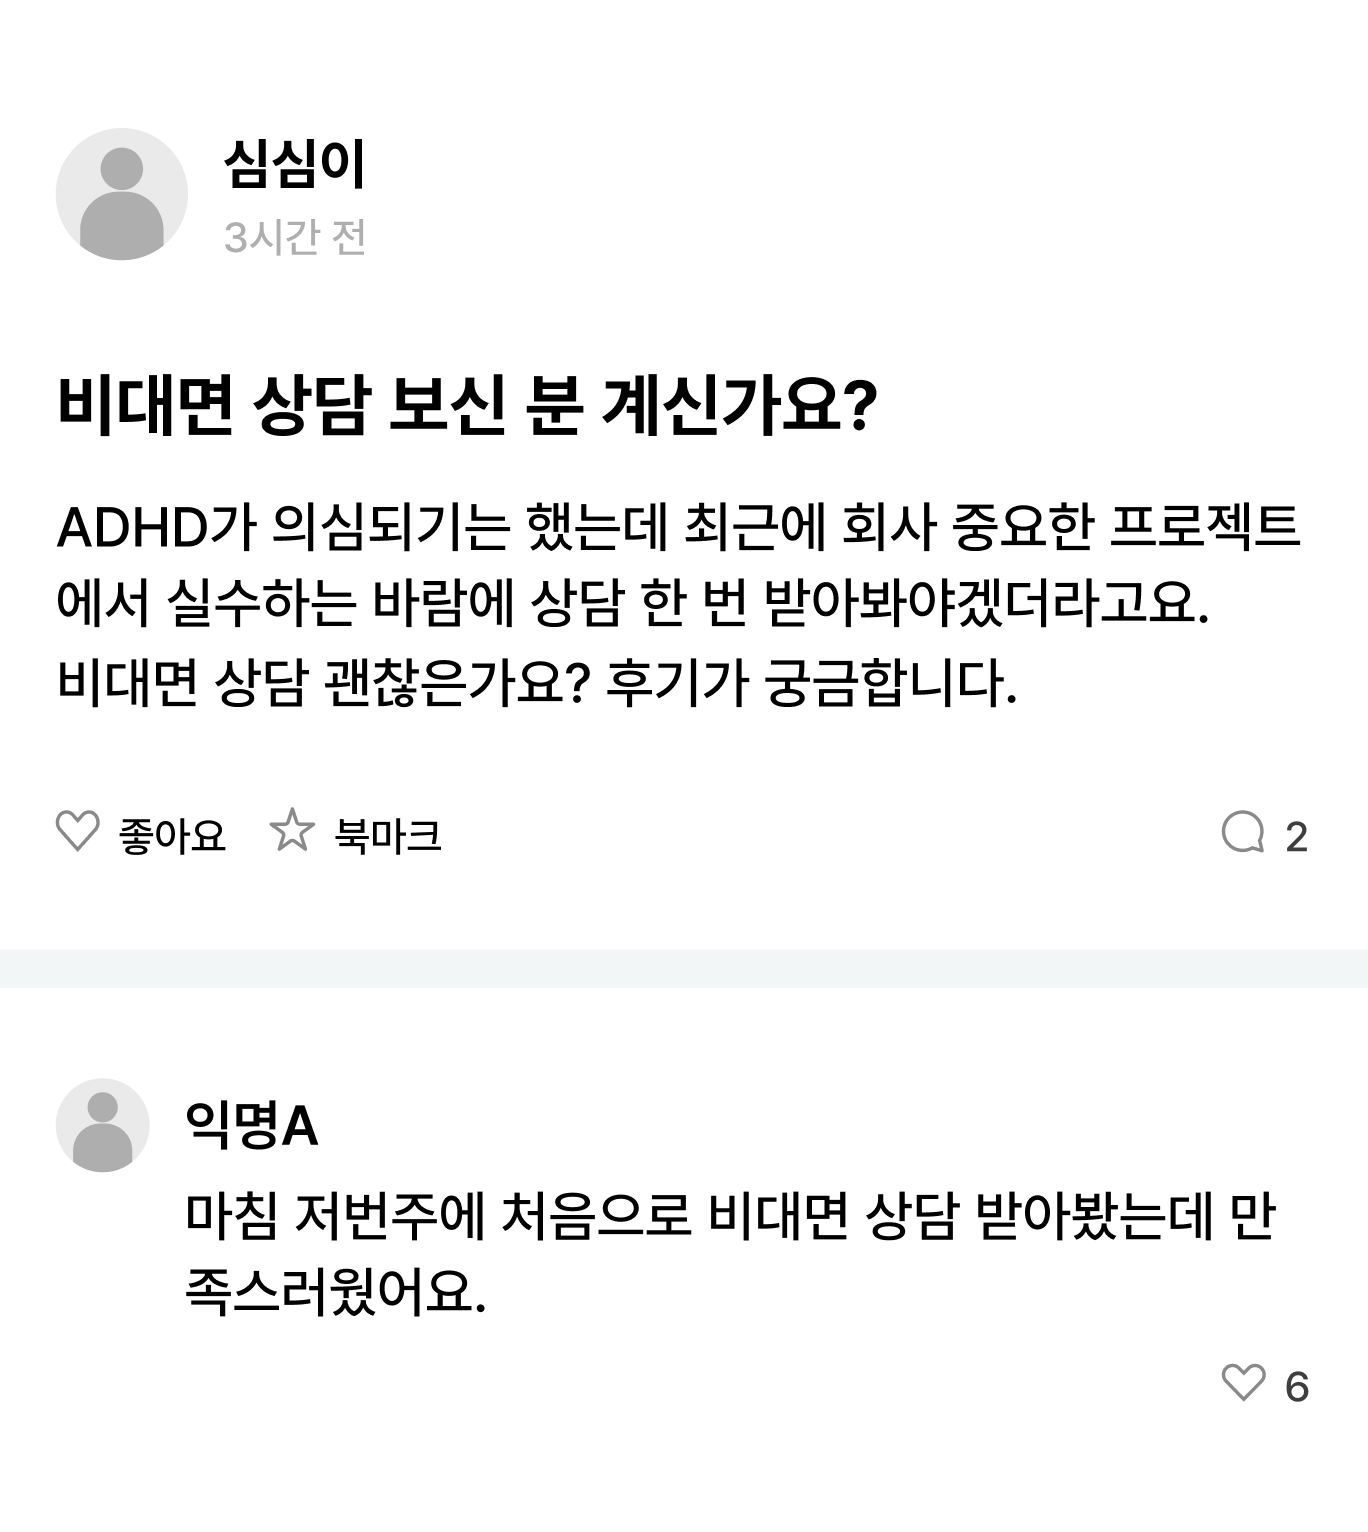 심심이
3시간 전
비대면 상담 보신 분 계신가요?
ADHD가 의심되기는 했는데 최근에 회사 중요한 프로젝트
에서 실수하는 바람에 상담 한 번 받아봐야겠더라고요.
비대면 상담 괜찮은가요? 후기가 궁금합니다.
좋아요 북마크 2
익명A
마침 저번주에 처음으로 비대면 상담 받아봤는데 만
족스러웠어요.
6